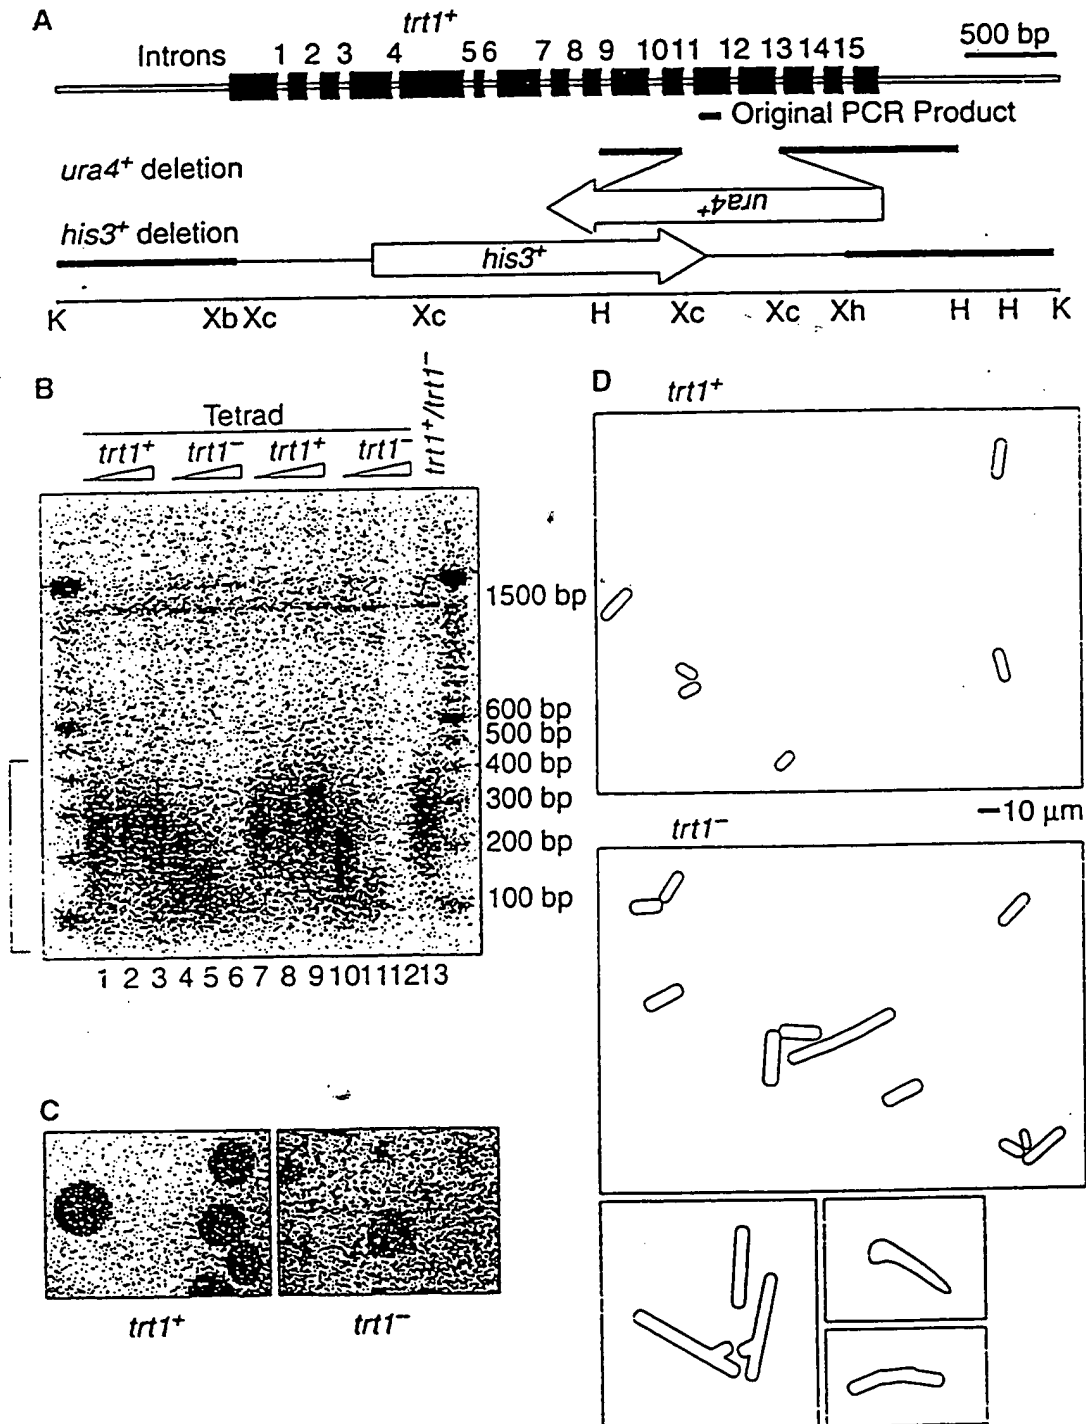 A
trt1+
Introns 1 2 3 4 5 6 7 8 9 10 11 12 13 14 15
500 bp
Original PCR Product
ura4+ deletion
ura4+
his3+ deletion
his3+
K Xb Xc Xc H Xc Xc Xh H H K
B
Tetrad
trt1+ trt1− trt1+ trt1− trt1+/trt1−
1500 bp
600 bp
500 bp
400 bp
300 bp
200 bp
100 bp
1 2 3 4 5 6 7 8 9 10 11 12 13
C
trt1+ trt1−
D
trt1+
10 µm
trt1−